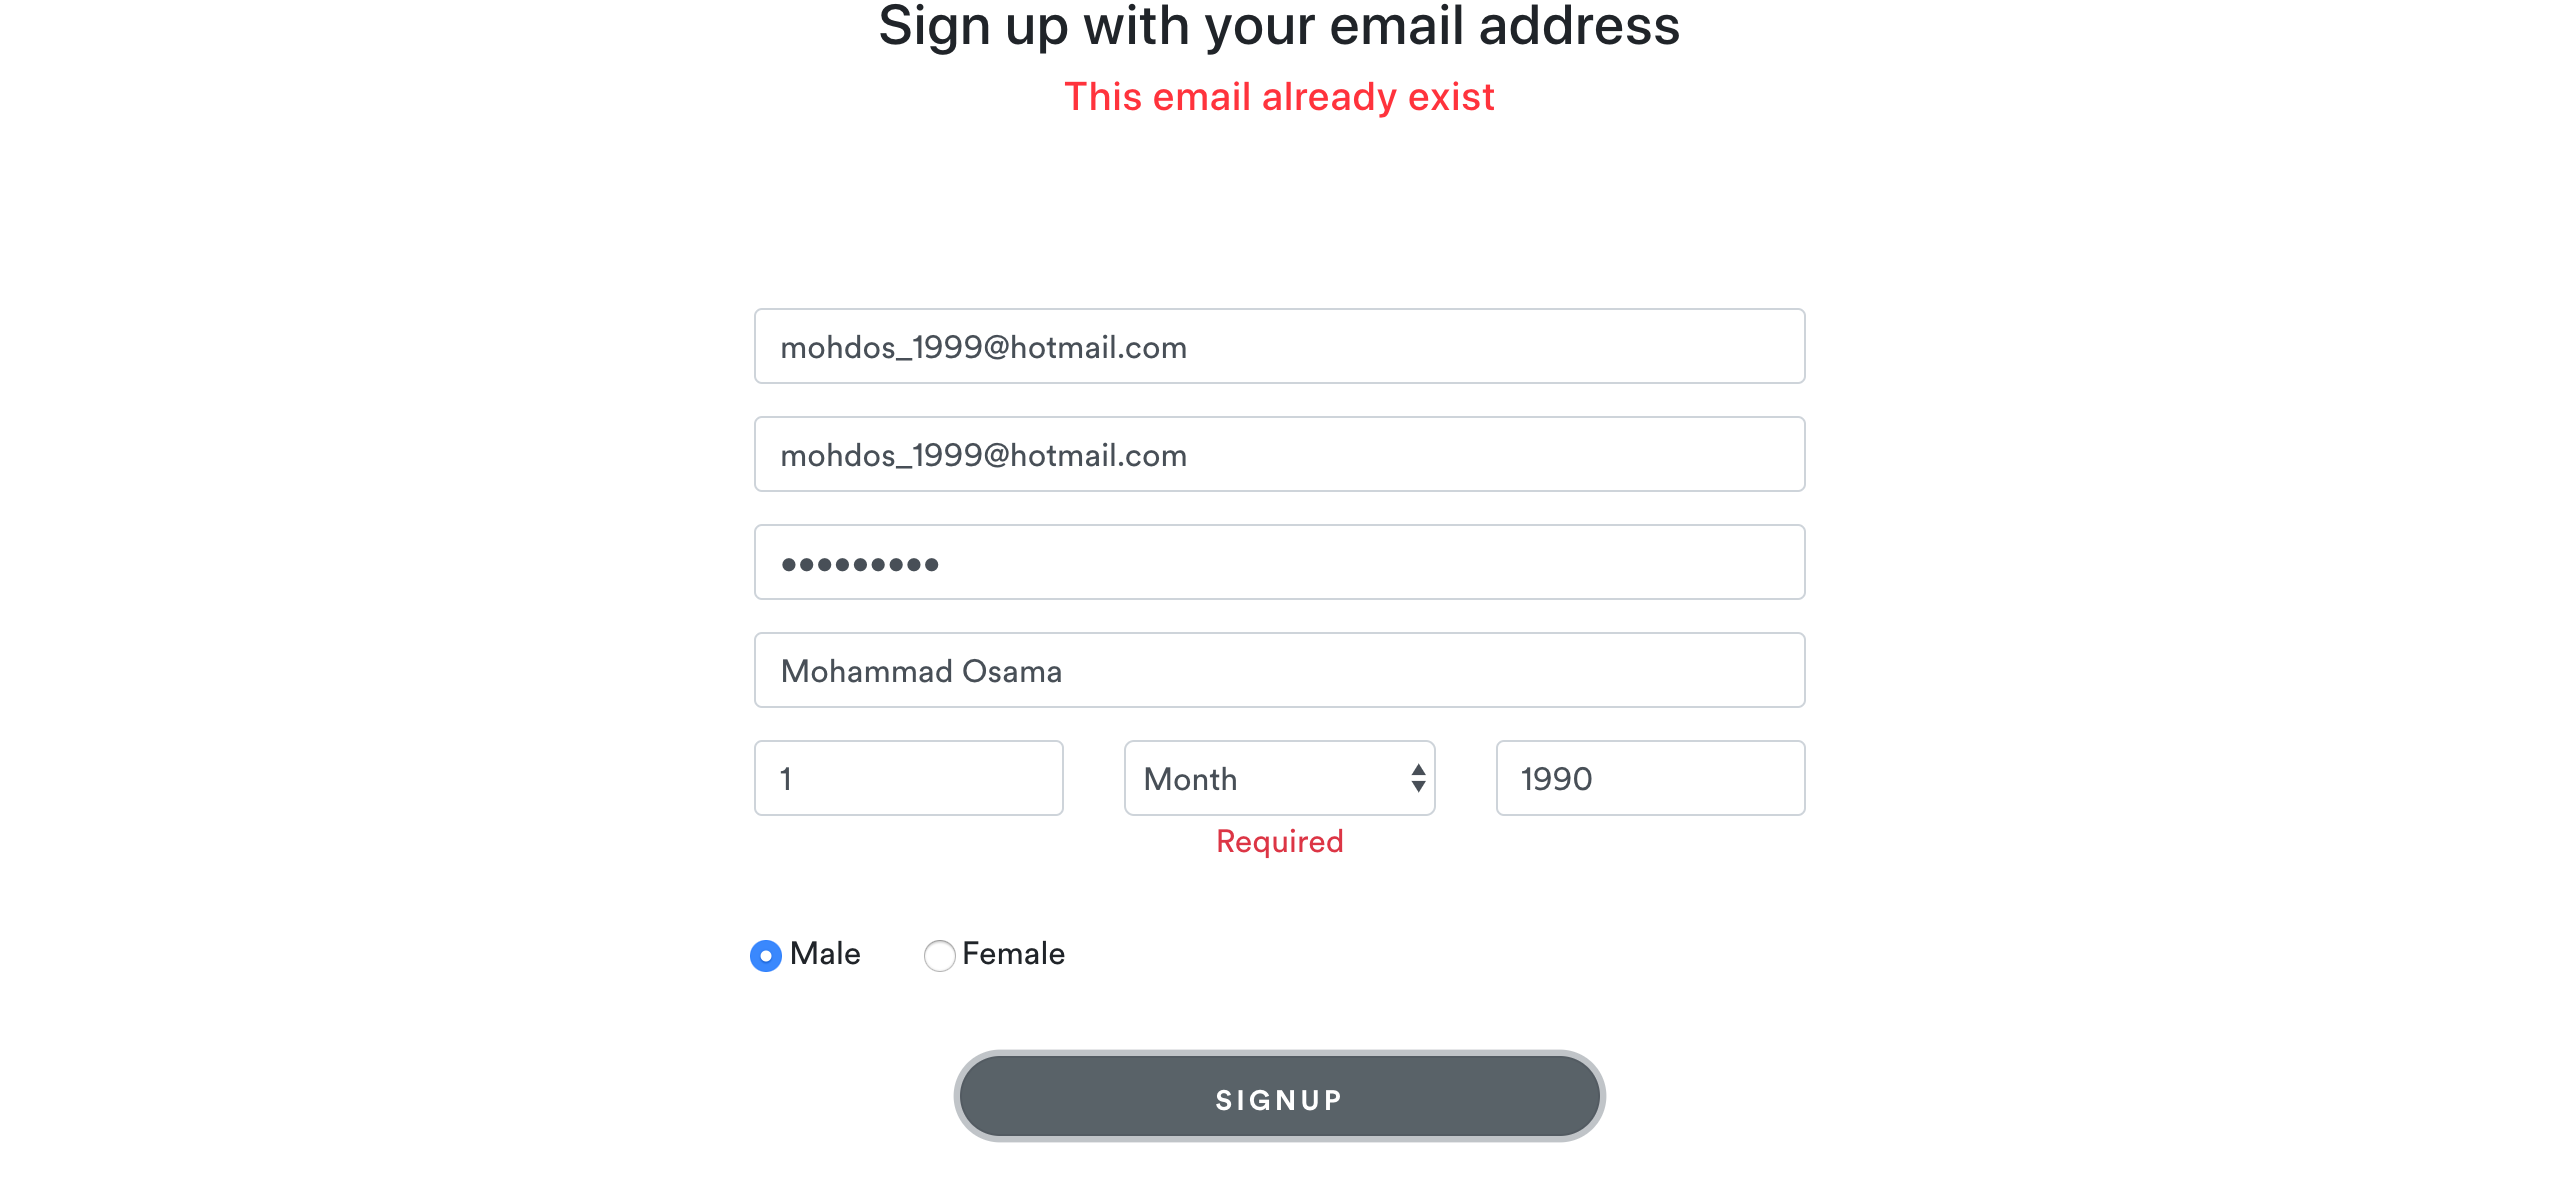 Sign up with your email address
This email already exist
mohdos_1999@hotmail.com
mohdos_1999@hotmail.com
•••••••••
Mohammad Osama
1 Month 1990
Required
Male Female
SIGNUP